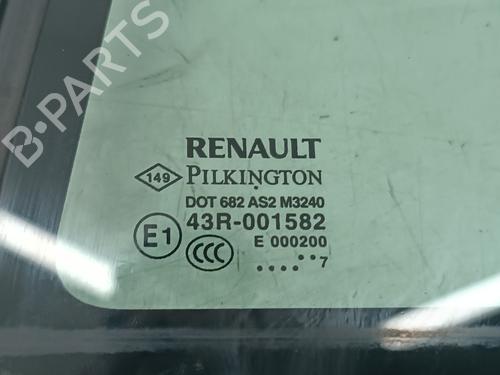 B-PARTS
RENAULT
149 PILKINGTON
DOT 682 AS2 M3240
43R-001582
E1 E 000200
CCC ....¨7